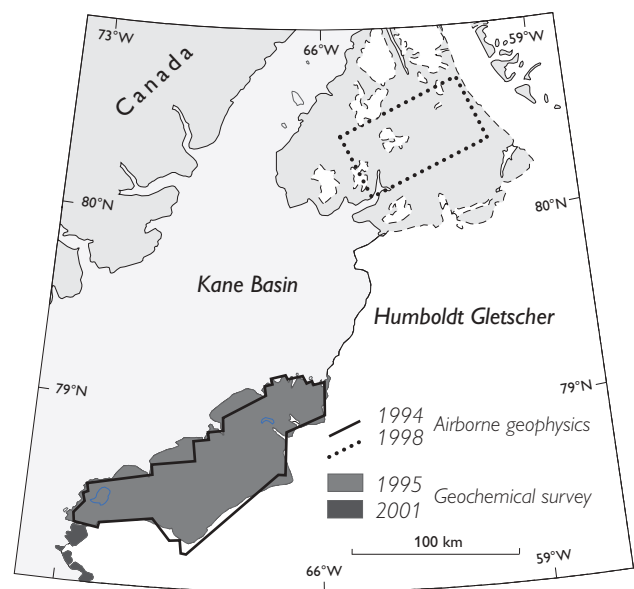 73°W
66°W
59°W
Canada
80°N
80°N
Kane Basin
Humboldt Gletscher
79°N
79°N
1994
1998
Airborne geophysics
1995
2001
Geochemical survey
100 km
66°W
59°W